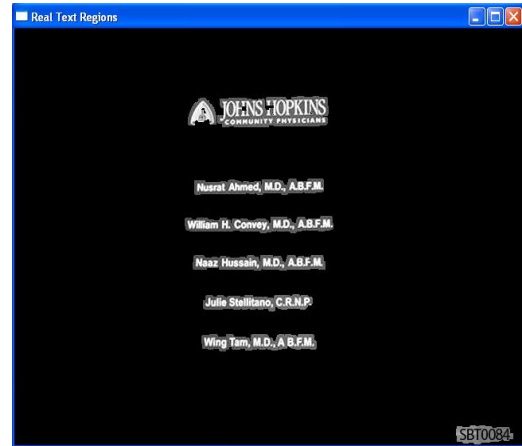 Real Text Regions
JOHNS HOPKINS
COMMUNITY PHYSICIANS
Nusrat Ahmed, M.D., A.B.F.M.
William H. Convey, M.D., A.B.F.M.
Naaz Hussain, M.D., A.B.F.M.
Julie Stellitano, C.R.N.P.
Wing Tam, M.D., A B.F.M.
SBT0084